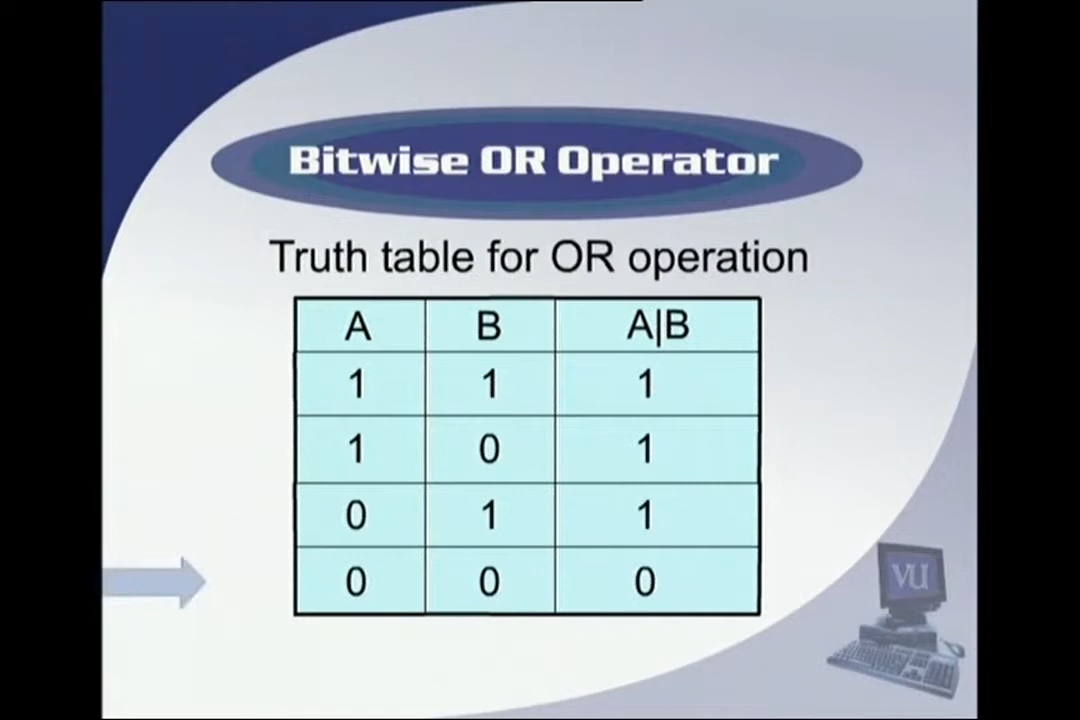 Bitwise OR Operator
Truth table for OR operation
A B A|B
1 1 1
1 0 1
0 1 1
0 0 0
VU